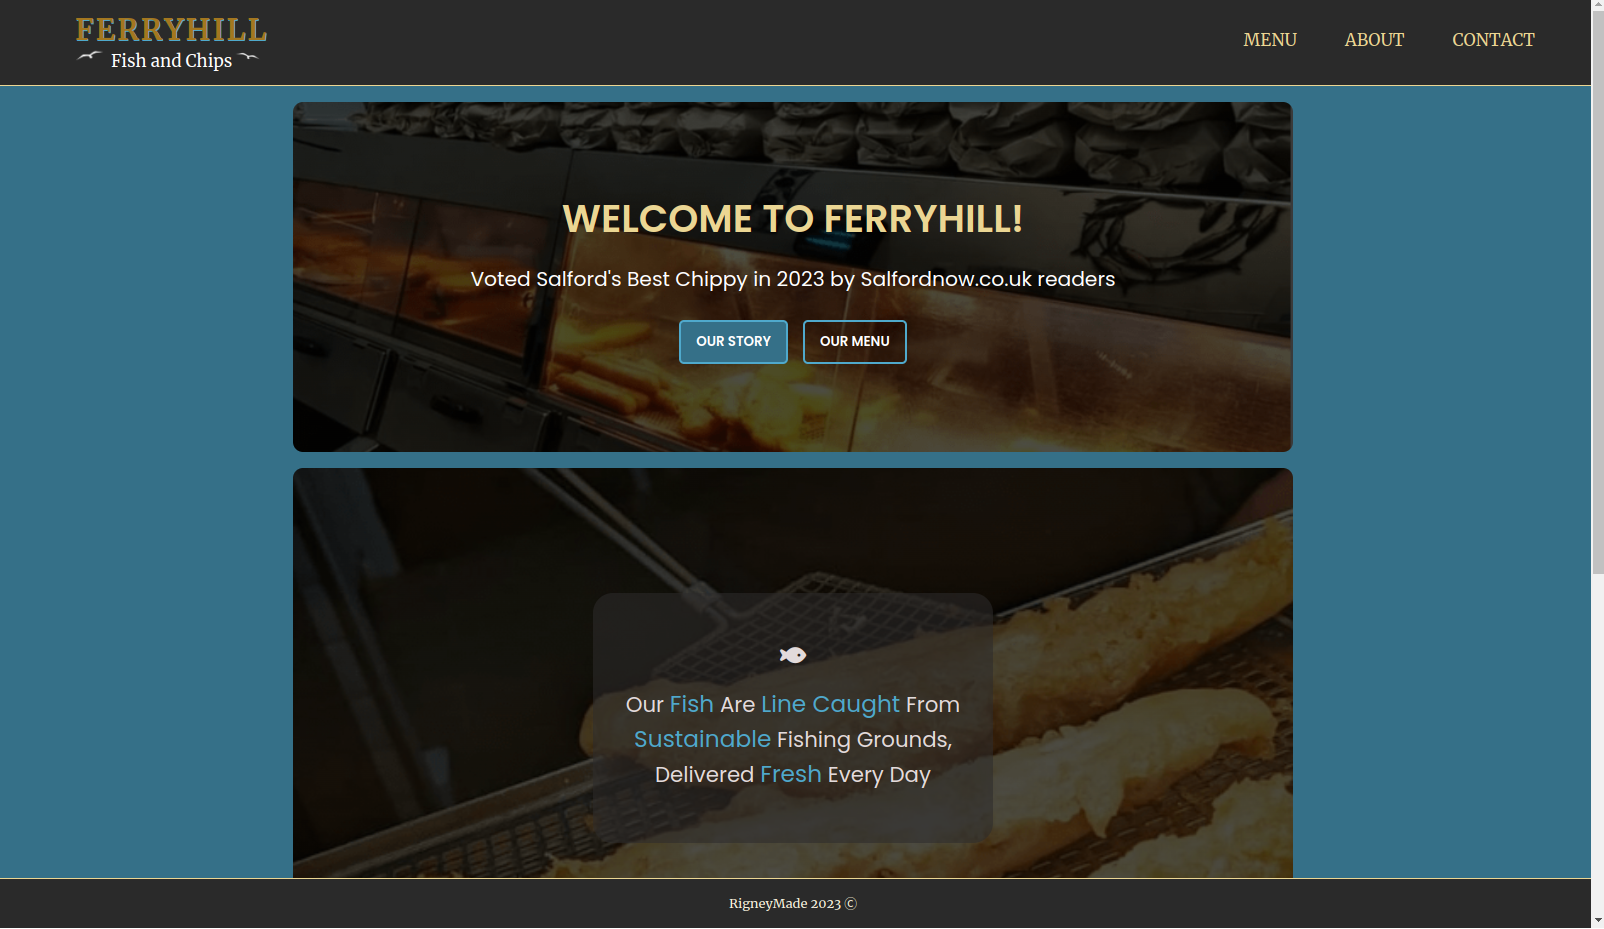 FERRYHILL
Fish and Chips
MENU ABOUT CONTACT
WELCOME TO FERRYHILL!
Voted Salford's Best Chippy in 2023 by Salfordnow.co.uk readers
OUR STORY OUR MENU
Our Fish Are Line Caught From
Sustainable Fishing Grounds,
Delivered Fresh Every Day
RigneyMade 2023 ©